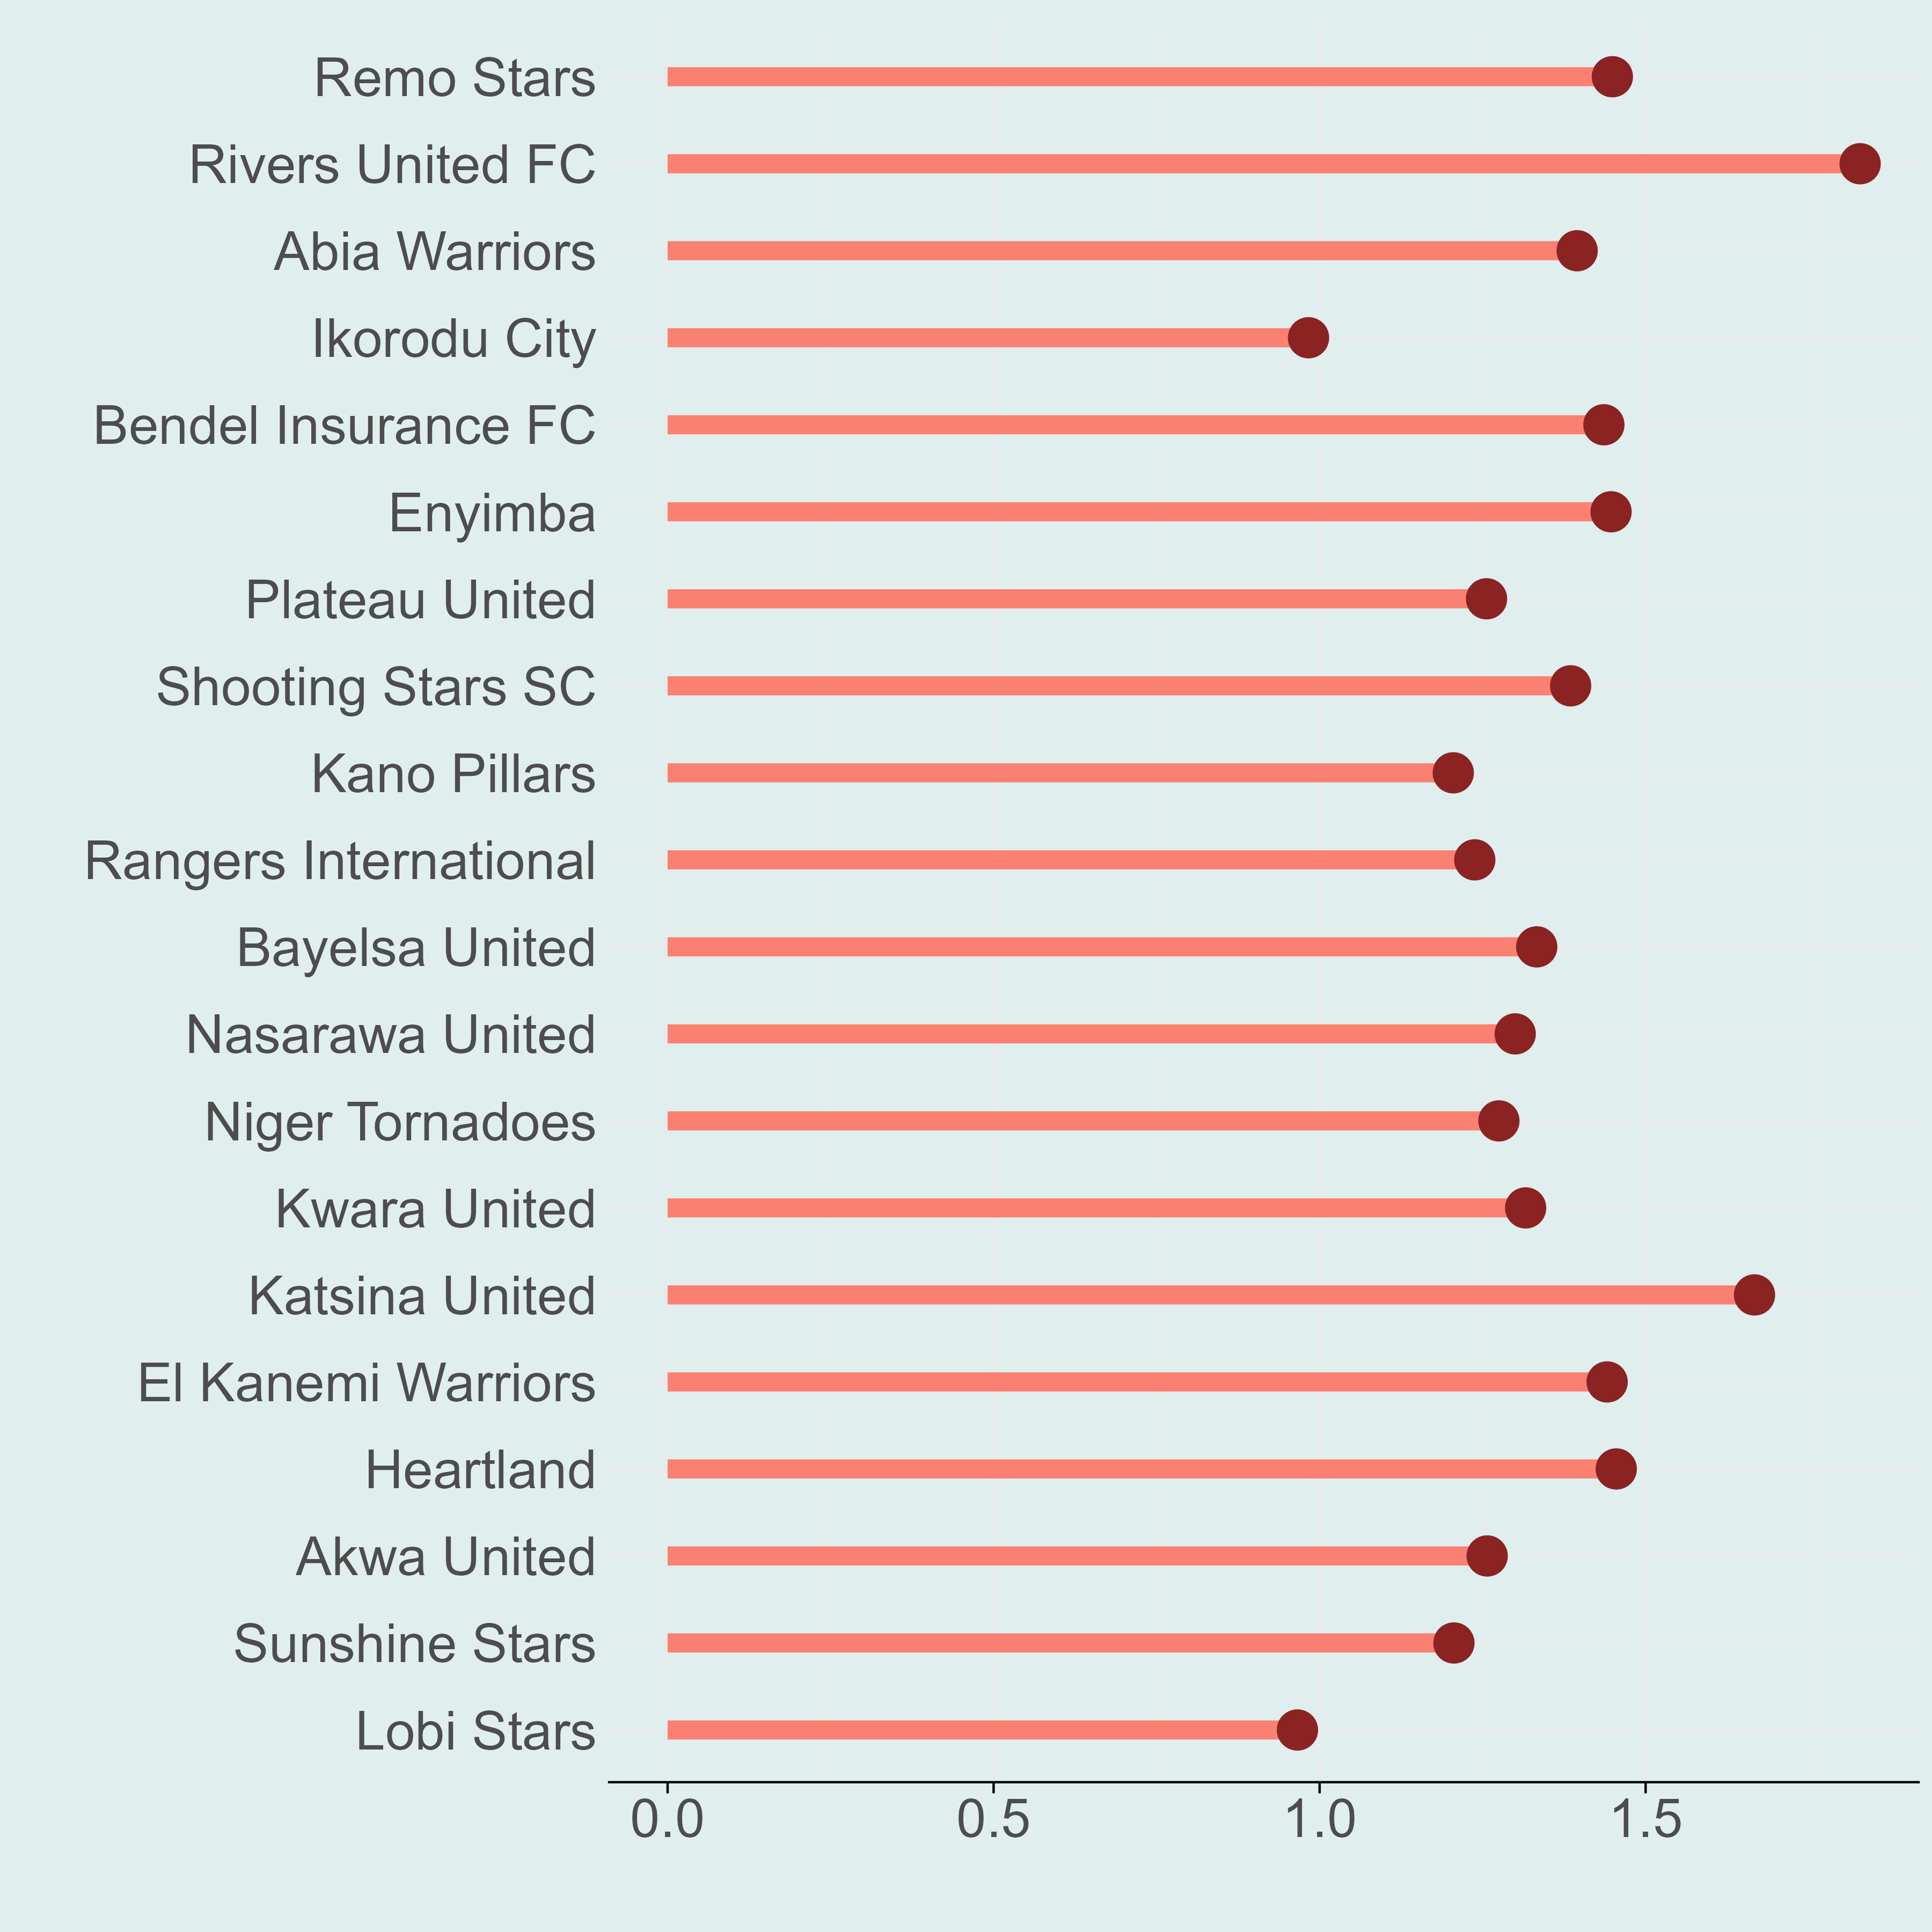 Remo Stars
Rivers United FC
Abia Warriors
Ikorodu City
Bendel Insurance FC
Enyimba
Plateau United
Shooting Stars SC
Kano Pillars
Rangers International
Bayelsa United
Nasarawa United
Niger Tornadoes
Kwara United
Katsina United
El Kanemi Warriors
Heartland
Akwa United
Sunshine Stars
Lobi Stars
0.0 0.5 1.0 1.5